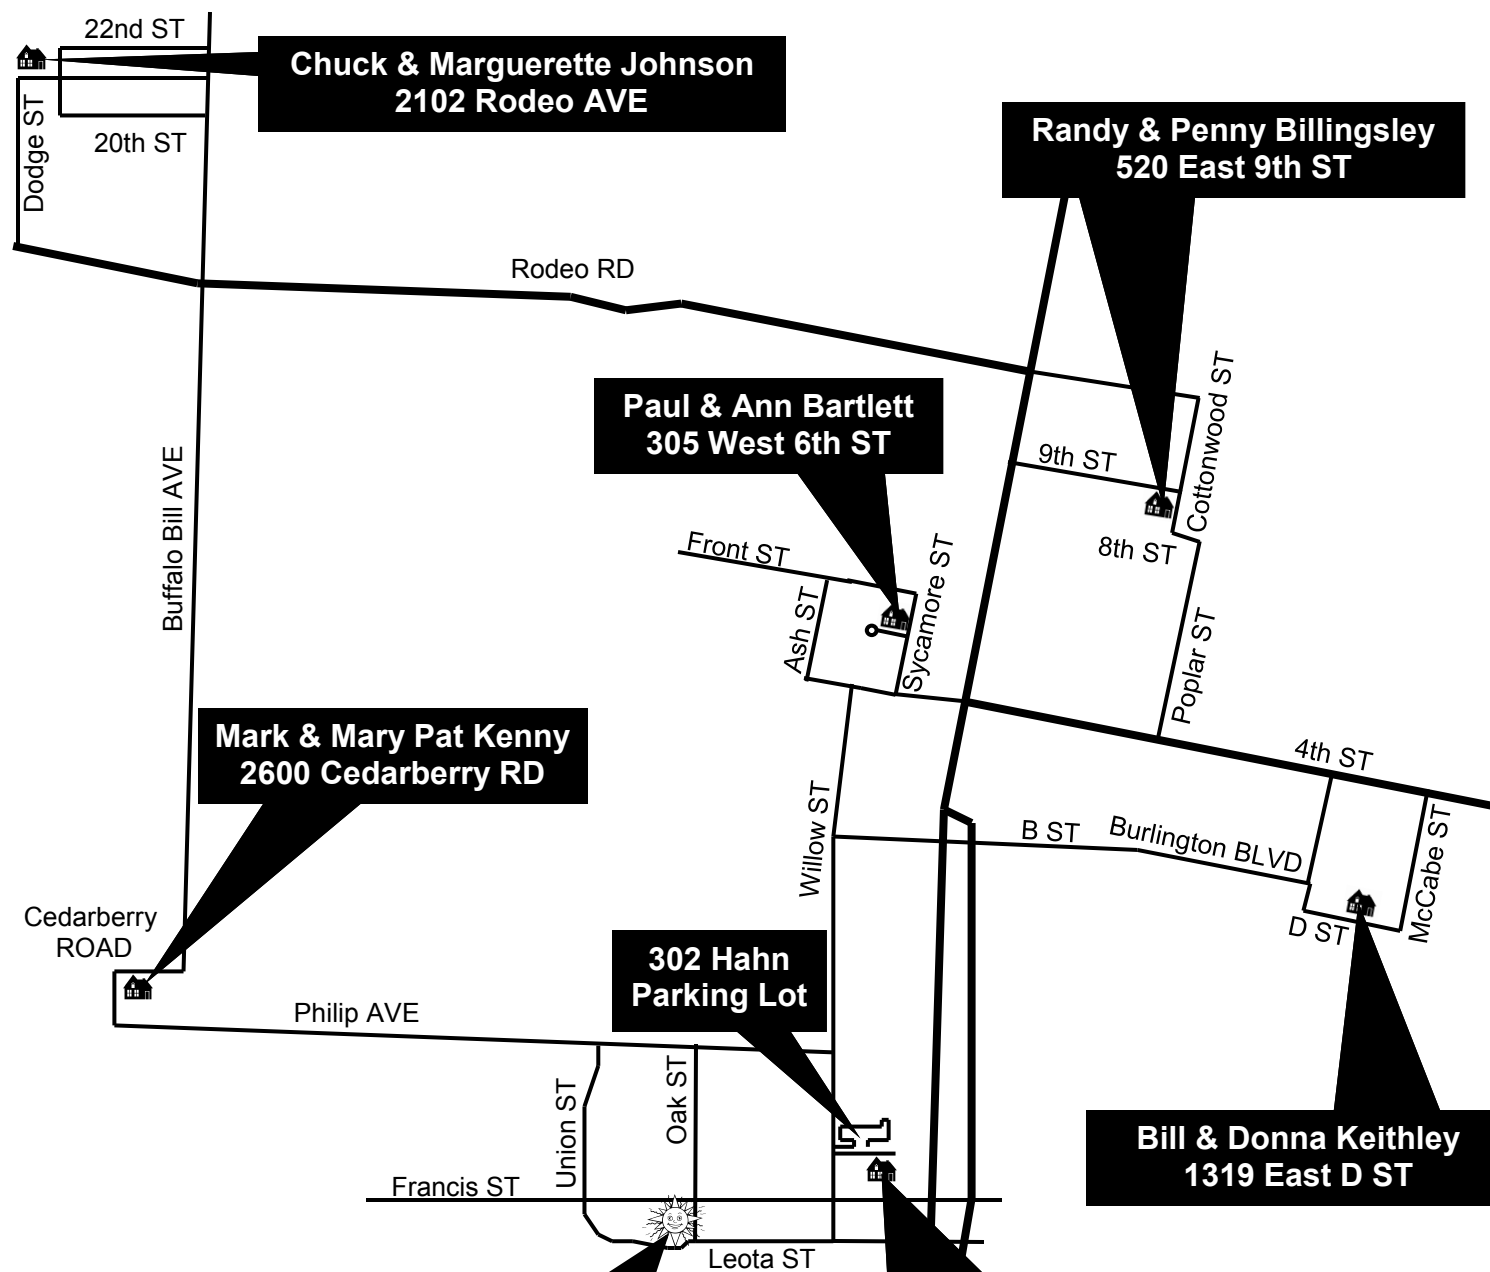 22nd ST
Chuck & Marguerette Johnson
2102 Rodeo AVE
Dodge ST
20th ST
Randy & Penny Billingsley
520 East 9th ST
Rodeo RD
Paul & Ann Bartlett
305 West 6th ST
Cottonwood ST
9th ST
Buffalo Bill AVE
Front ST
8th ST
Ash ST
Sycamore ST
Poplar ST
Mark & Mary Pat Kenny
2600 Cedarberry RD
4th ST
Willow ST
B ST
Burlington BLVD
McCabe ST
Cedarberry
ROAD
D ST
302 Hahn
Parking Lot
Philip AVE
Union ST
Oak ST
Bill & Donna Keithley
1319 East D ST
Francis ST
Leota ST